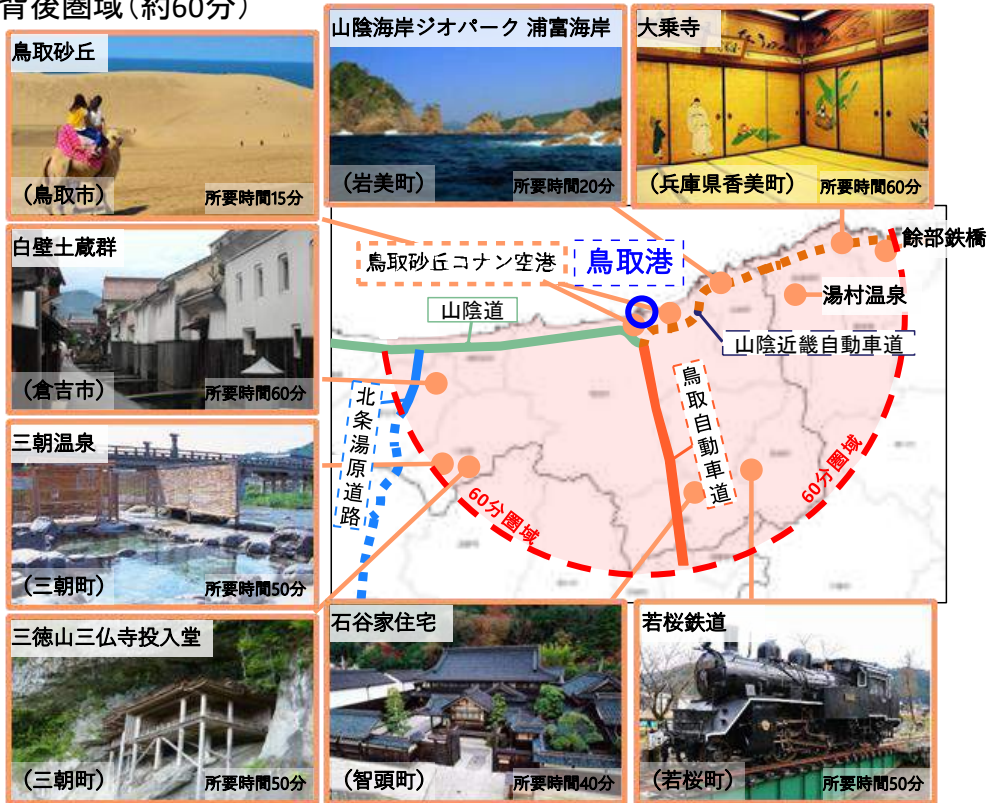 背後圏域(約60分)
鳥取砂丘
(鳥取市)
所要時間15分
山陰海岸ジオパーク 浦富海岸
(岩美町)
所要時間20分
大乗寺
(兵庫県香美町)
所要時間60分
白壁土蔵群
(倉吉市)
所要時間60分
三朝温泉
(三朝町)
所要時間50分
三徳山三仏寺投入堂
(三朝町)
所要時間50分
石谷家住宅
(智頭町)
所要時間40分
若桜鉄道
(若桜町)
所要時間50分
鳥取砂丘コナン空港
鳥取港
餘部鉄橋
湯村温泉
山陰道
山陰近畿自動車道
北条湯原道路
鳥取自動車道
60分圏域
60分圏域